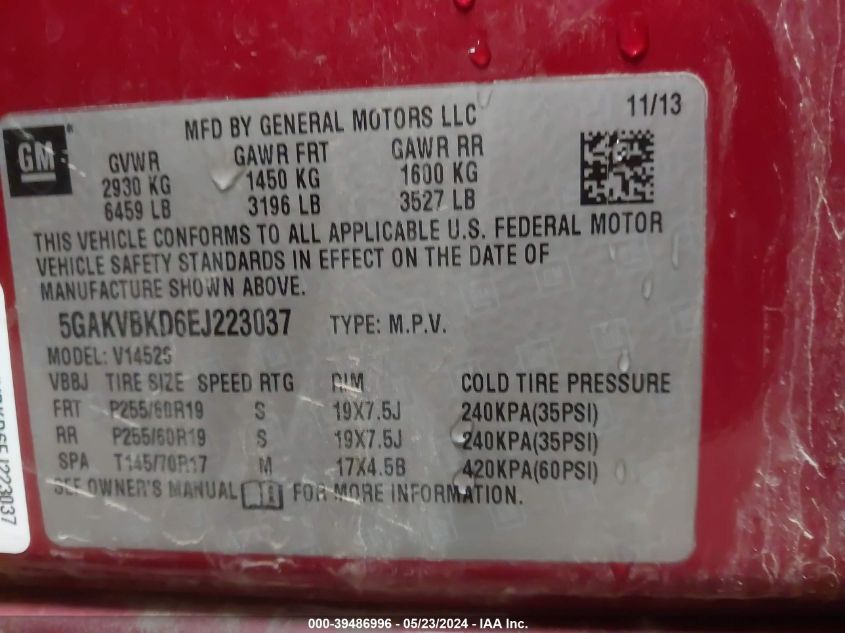 11/13
MFD BY GENERAL MOTORS LLC
GM
GVWR GAWR FRT GAWR RR
2930 KG 1450 KG 1600 KG
6459 LB 3196 LB 3527 LB
THIS VEHICLE CONFORMS TO ALL APPLICABLE U.S. FEDERAL MOTOR
VEHICLE SAFETY STANDARDS IN EFFECT ON THE DATE OF
MANUFACTURE SHOWN ABOVE.
5GAKVBKD6EJ223037 TYPE: M.P.V.
MODEL: V14526
VBBJ TIRE SIZE SPEED RTG RIM COLD TIRE PRESSURE
FRT P255/60R19 S 19X7.5J 240KPA(35PSI)
RR P255/60R19 S 19X7.5J 240KPA(35PSI)
SPA T145/70R17 M 17X4.5B 420KPA(60PSI)
SEE OWNER'S MANUAL FOR MORE INFORMATION.
000-39486996 - 05/23/2024 - IAA Inc.